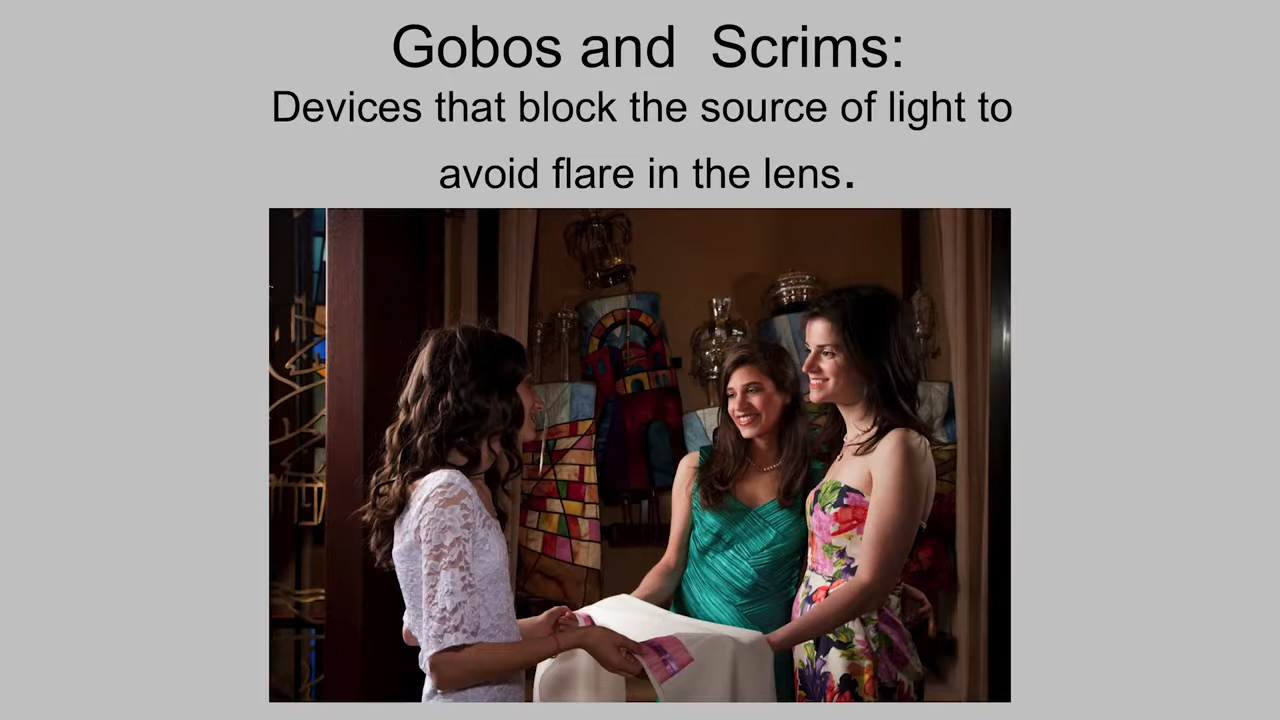 Gobos and  Scrims:
Devices that block the source of light to
avoid flare in the lens.